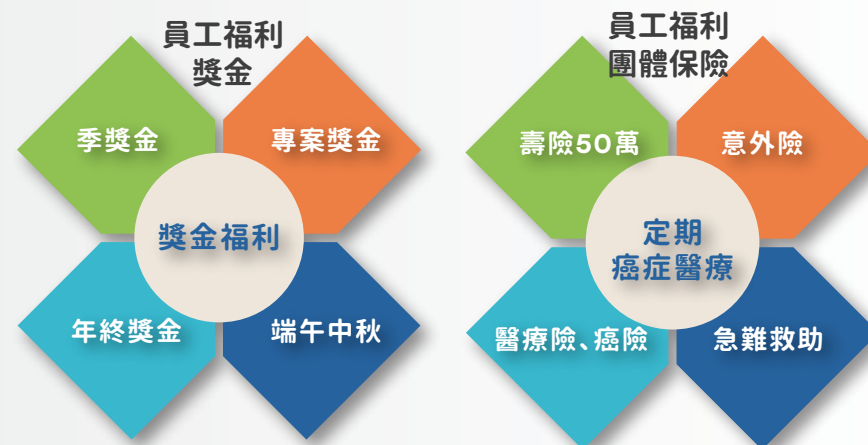 員工福利
獎金
季獎金
專案獎金
獎金福利
年終獎金
端午中秋
員工福利
團體保險
壽險50萬
意外險
定期
癌症醫療
醫療險、癌險
急難救助